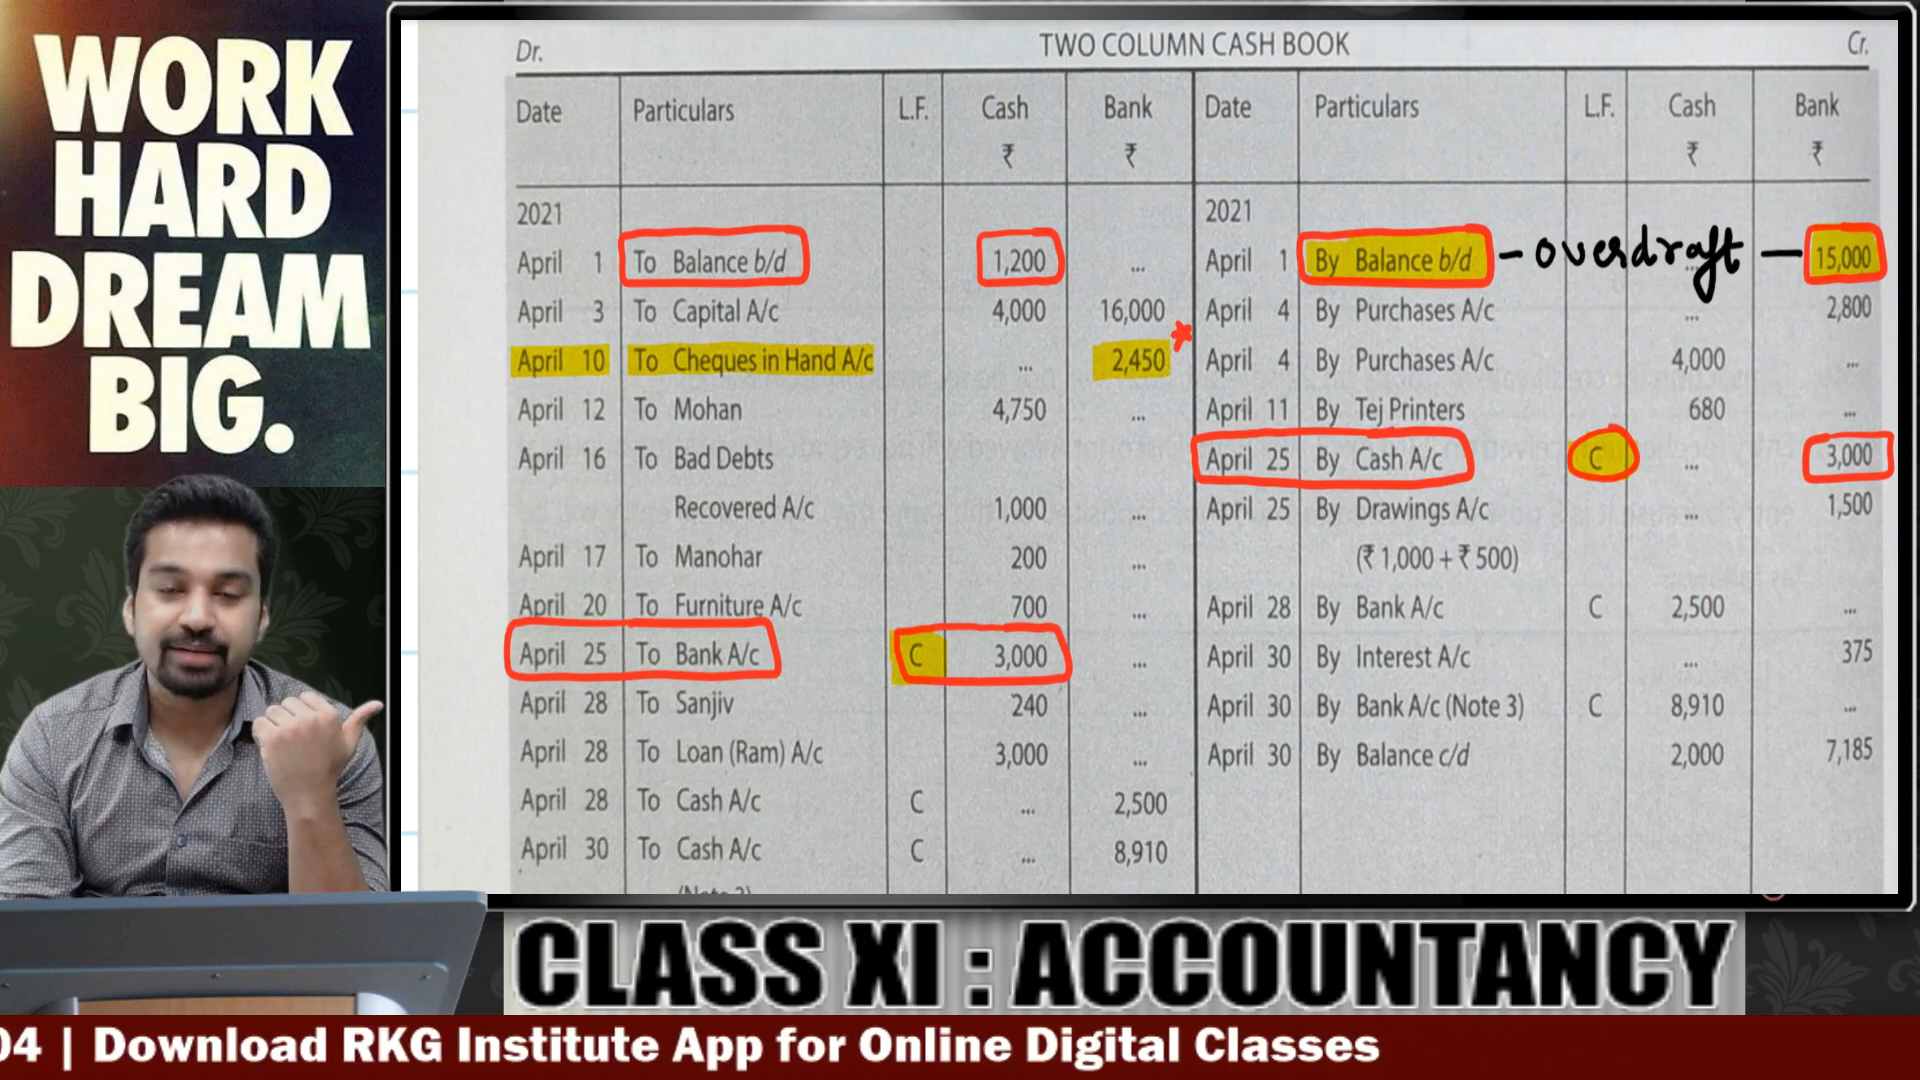 WORK
HARD
DREAM
BIG.
Dr. TWO COLUMN CASH BOOK Cr.
Date Particulars L.F. Cash Bank Date Particulars L.F. Cash Bank
₹ ₹ ₹ ₹
2021 2021
April 1 To Balance b/d 1,200 ... April 1 By Balance b/d - overdraft — 15,000
April 3 To Capital A/c 4,000 16,000 April 4 By Purchases A/c ... 2,800
April 10 To Cheques in Hand A/c ... 2,450 * April 4 By Purchases A/c 4,000 ...
April 12 To Mohan 4,750 ... April 11 By Tej Printers 680 ...
April 16 To Bad Debts April 25 By Cash A/c C ... 3,000
Recovered A/c 1,000 ... April 25 By Drawings A/c ... 1,500
April 17 To Manohar 200 ... (₹ 1,000 + ₹ 500)
April 20 To Furniture A/c 700 ... April 28 By Bank A/c C 2,500 ...
April 25 To Bank A/c C 3,000 ... April 30 By Interest A/c ... 375
April 28 To Sanjiv 240 ... April 30 By Bank A/c (Note 3) C 8,910 ...
April 28 To Loan (Ram) A/c 3,000 ... April 30 By Balance c/d 2,000 7,185
April 28 To Cash A/c C ... 2,500
April 30 To Cash A/c C ... 8,910
CLASS XI : ACCOUNTANCY
04 | Download RKG Institute App for Online Digital Classes